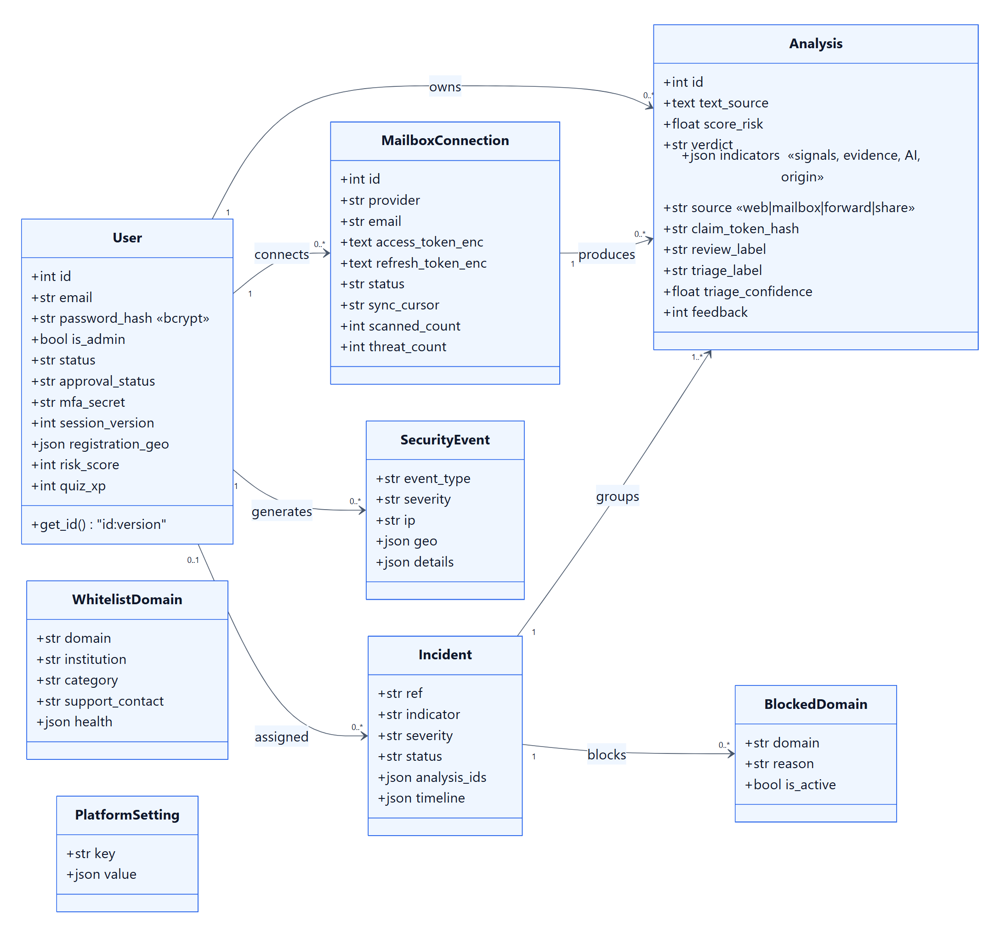 Analysis
+int id
+text text_source
+float score_risk
+str verdict
+json indicators  «signals, evidence, AI,
origin»
+str source «web|mailbox|forward|share»
+str claim_token_hash
+str review_label
+str triage_label
+float triage_confidence
+int feedback
owns
1
0..*
MailboxConnection
+int id
+str provider
+str email
+text access_token_enc
+text refresh_token_enc
+str status
+str sync_cursor
+int scanned_count
+int threat_count
connects
1
0..*
produces
1
0..*
User
+int id
+str email
+str password_hash «bcrypt»
+bool is_admin
+str status
+str approval_status
+str mfa_secret
+int session_version
+json registration_geo
+int risk_score
+int quiz_xp
+get_id() : "id:version"
generates
1
0..*
SecurityEvent
+str event_type
+str severity
+str ip
+json geo
+json details
groups
1
1..*
WhitelistDomain
+str domain
+str institution
+str category
+str support_contact
+json health
assigned
0..1
0..*
Incident
+str ref
+str indicator
+str severity
+str status
+json analysis_ids
+json timeline
blocks
1
0..*
BlockedDomain
+str domain
+str reason
+bool is_active
PlatformSetting
+str key
+json value